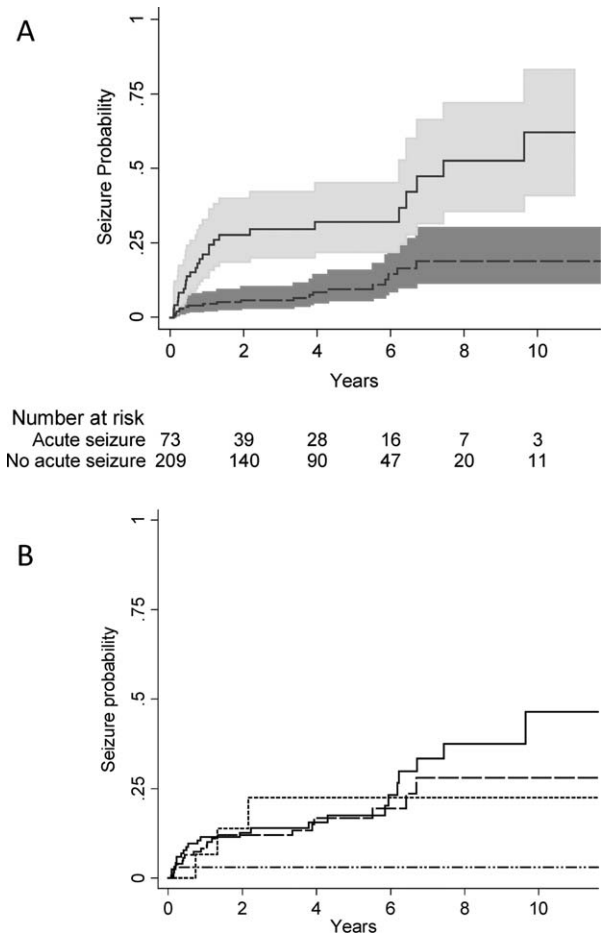 A
Seizure Probability
1
.75
.5
.25
0
0 2 4 6 8 10
Years
Number at risk
Acute seizure 73 39 28 16 7 3
No acute seizure 209 140 90 47 20 11
B
Seizure probability
1
.75
.5
.25
0
0 2 4 6 8 10
Years